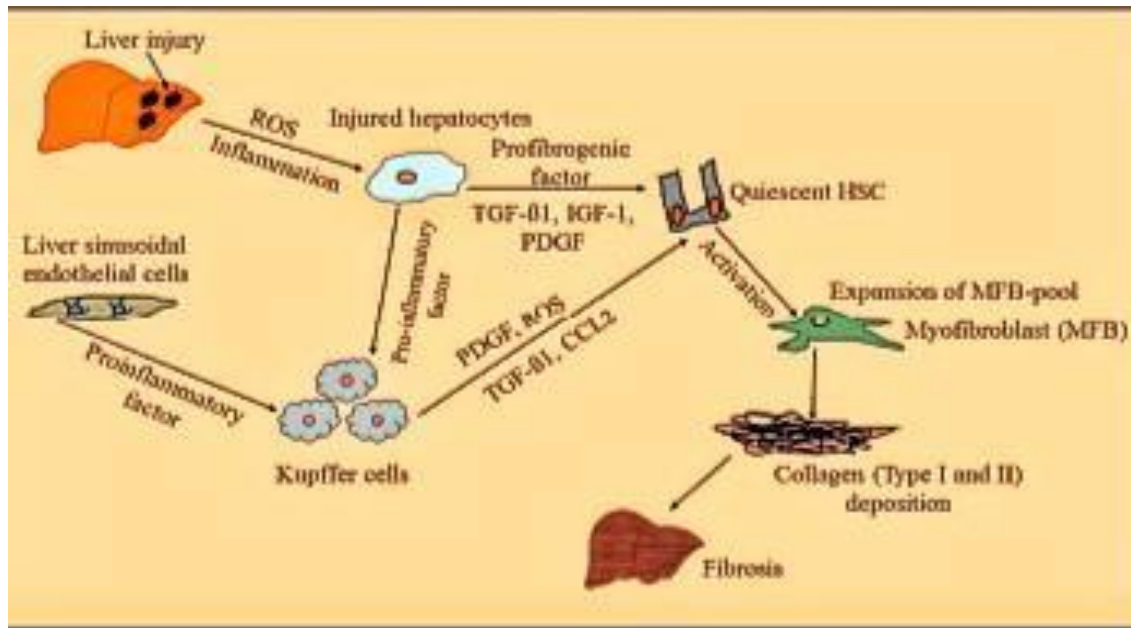 Liver injury
ROS
Inflammation
Injured hepatocytes
Profibrogenic
factor
TGF-β1, IGF-1,
PDGF
Quiescent HSC
Liver sinusoidal
endothelial cells
Pro-inflammatory
factor
Activation
Expansion of MFB-pool
Myofibroblast (MFB)
PDGF, ROS
TGF-β1, CCL2
Proinflammatory
factor
Kupffer cells
Collagen (Type I and II)
deposition
Fibrosis